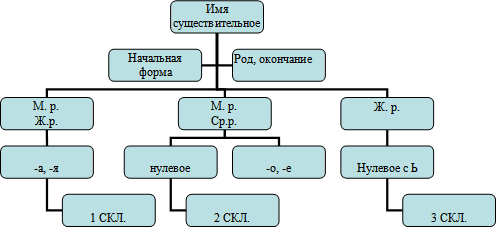 Имя
существительное
Начальная
форма
Род, окончание
М. р.
Ж.р.
М. р.
Ср.р.
Ж. р.
-а, -я
нулевое
-о, -е
Нулевое с Ь
1 СКЛ.
2 СКЛ.
3 СКЛ.